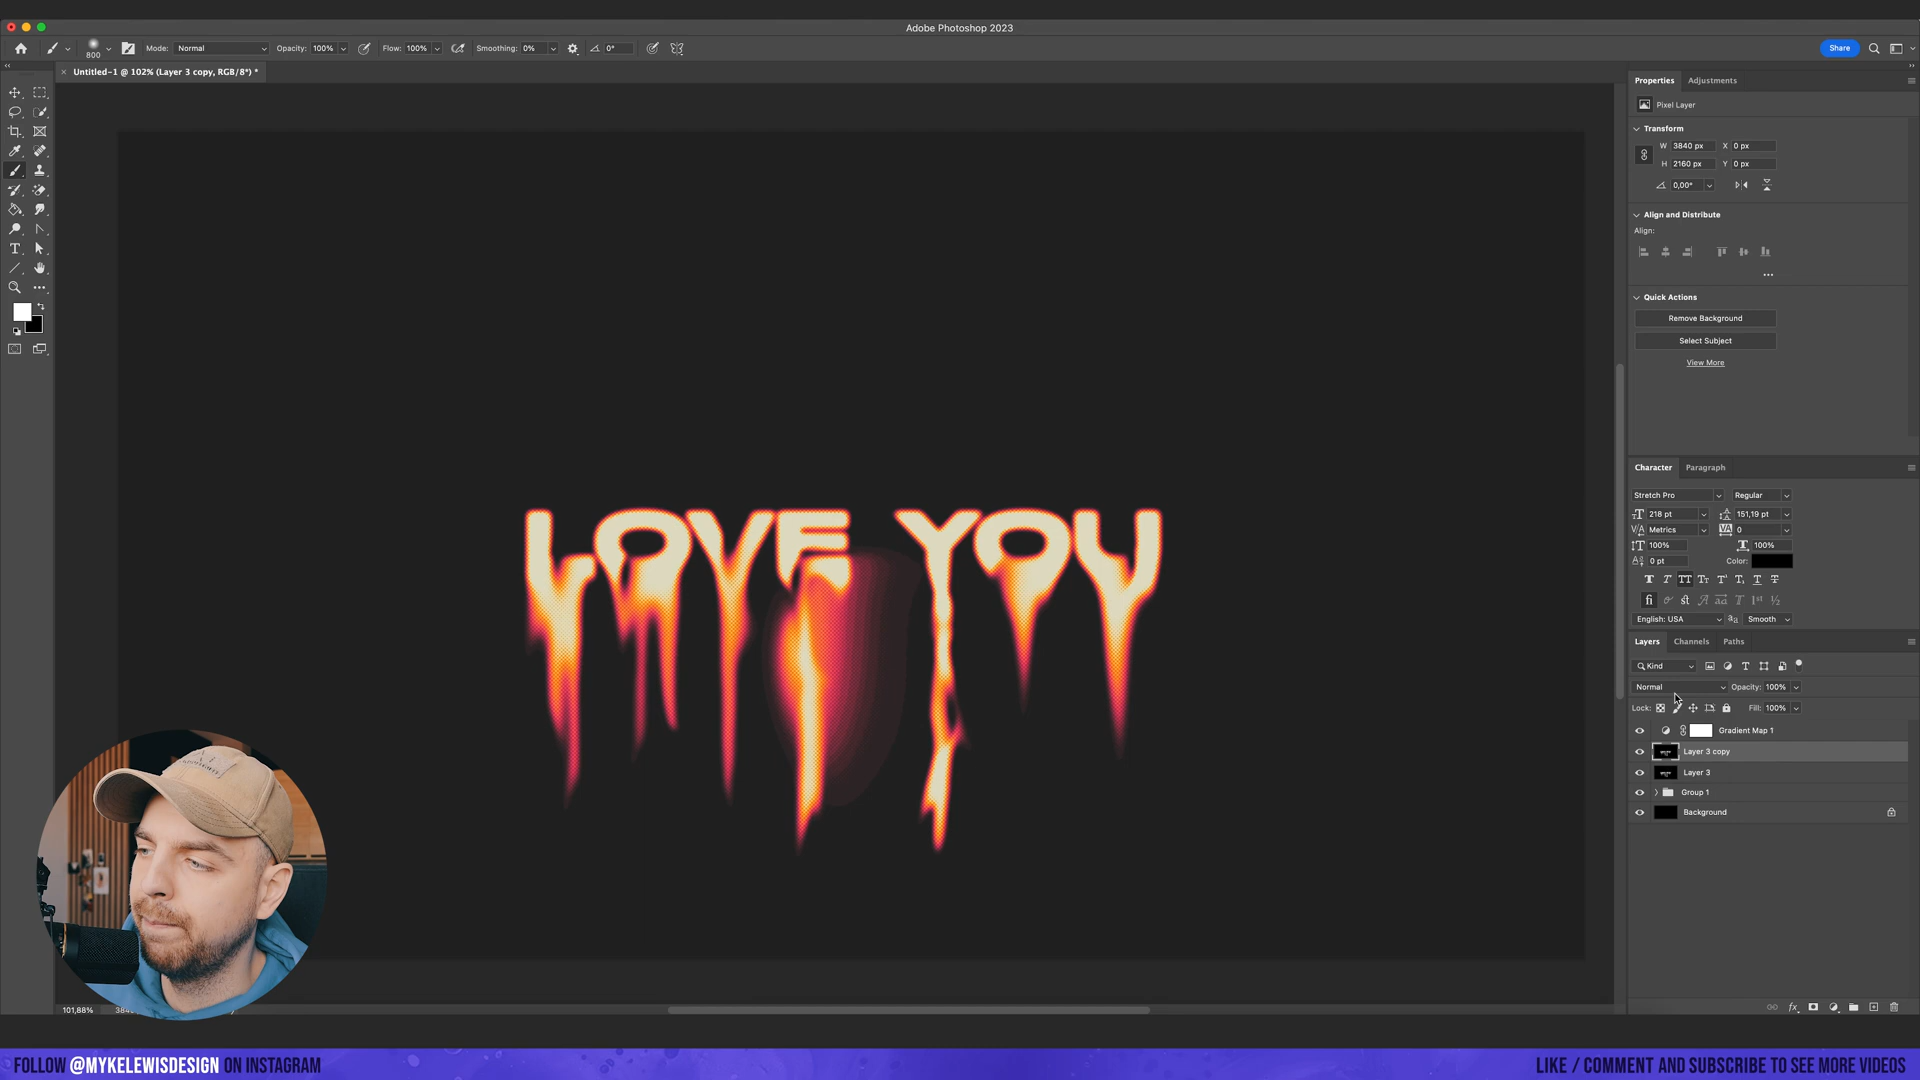 Adobe Photoshop 2023
800
Mode: Normal
Opacity: 100%
Flow: 100%
Smoothing: 0%
0°
Share
Untitled-1 @ 102% (Layer 3 copy, RGB/8*) *
Properties
Adjustments
Pixel Layer
Transform
W 3840 px X 0 px
H 2160 px Y 0 px
0,00°
Align and Distribute
Align:
Quick Actions
Remove Background
Select Subject
View More
LOVE YOU
Character
Paragraph
Stretch Pro
Regular
218 pt
151,19 pt
Metrics
0
100%
100%
0 pt
Color:
English: USA
Smooth
Layers
Channels
Paths
Kind
Normal
Opacity: 100%
Lock:
Fill: 100%
Gradient Map 1
Layer 3 copy
Layer 3
Group 1
Background
101,88%
FOLLOW @MYKELEWISDESIGN ON INSTAGRAM
LIKE / COMMENT AND SUBSCRIBE TO SEE MORE VIDEOS